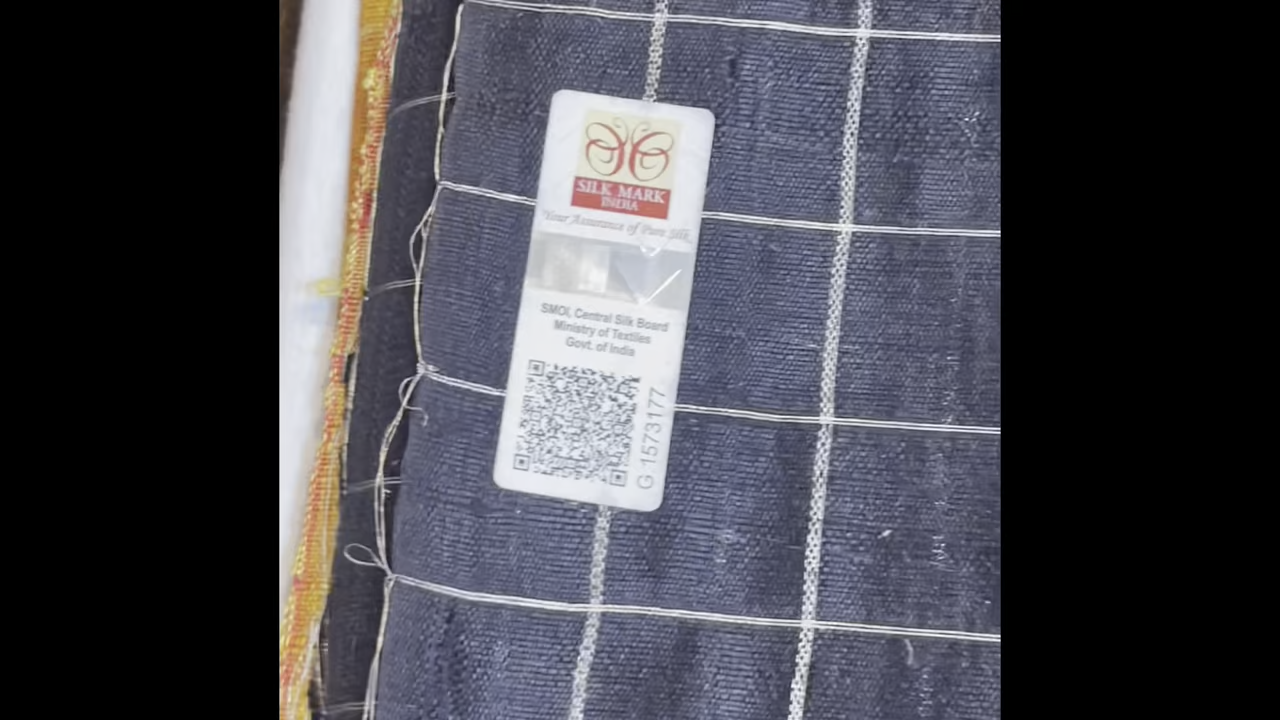 SILK MARK
INDIA
Your Assurance of Pure Silk
SMOI, Central Silk Board
Ministry of Textiles
Govt. of India
G 1573177